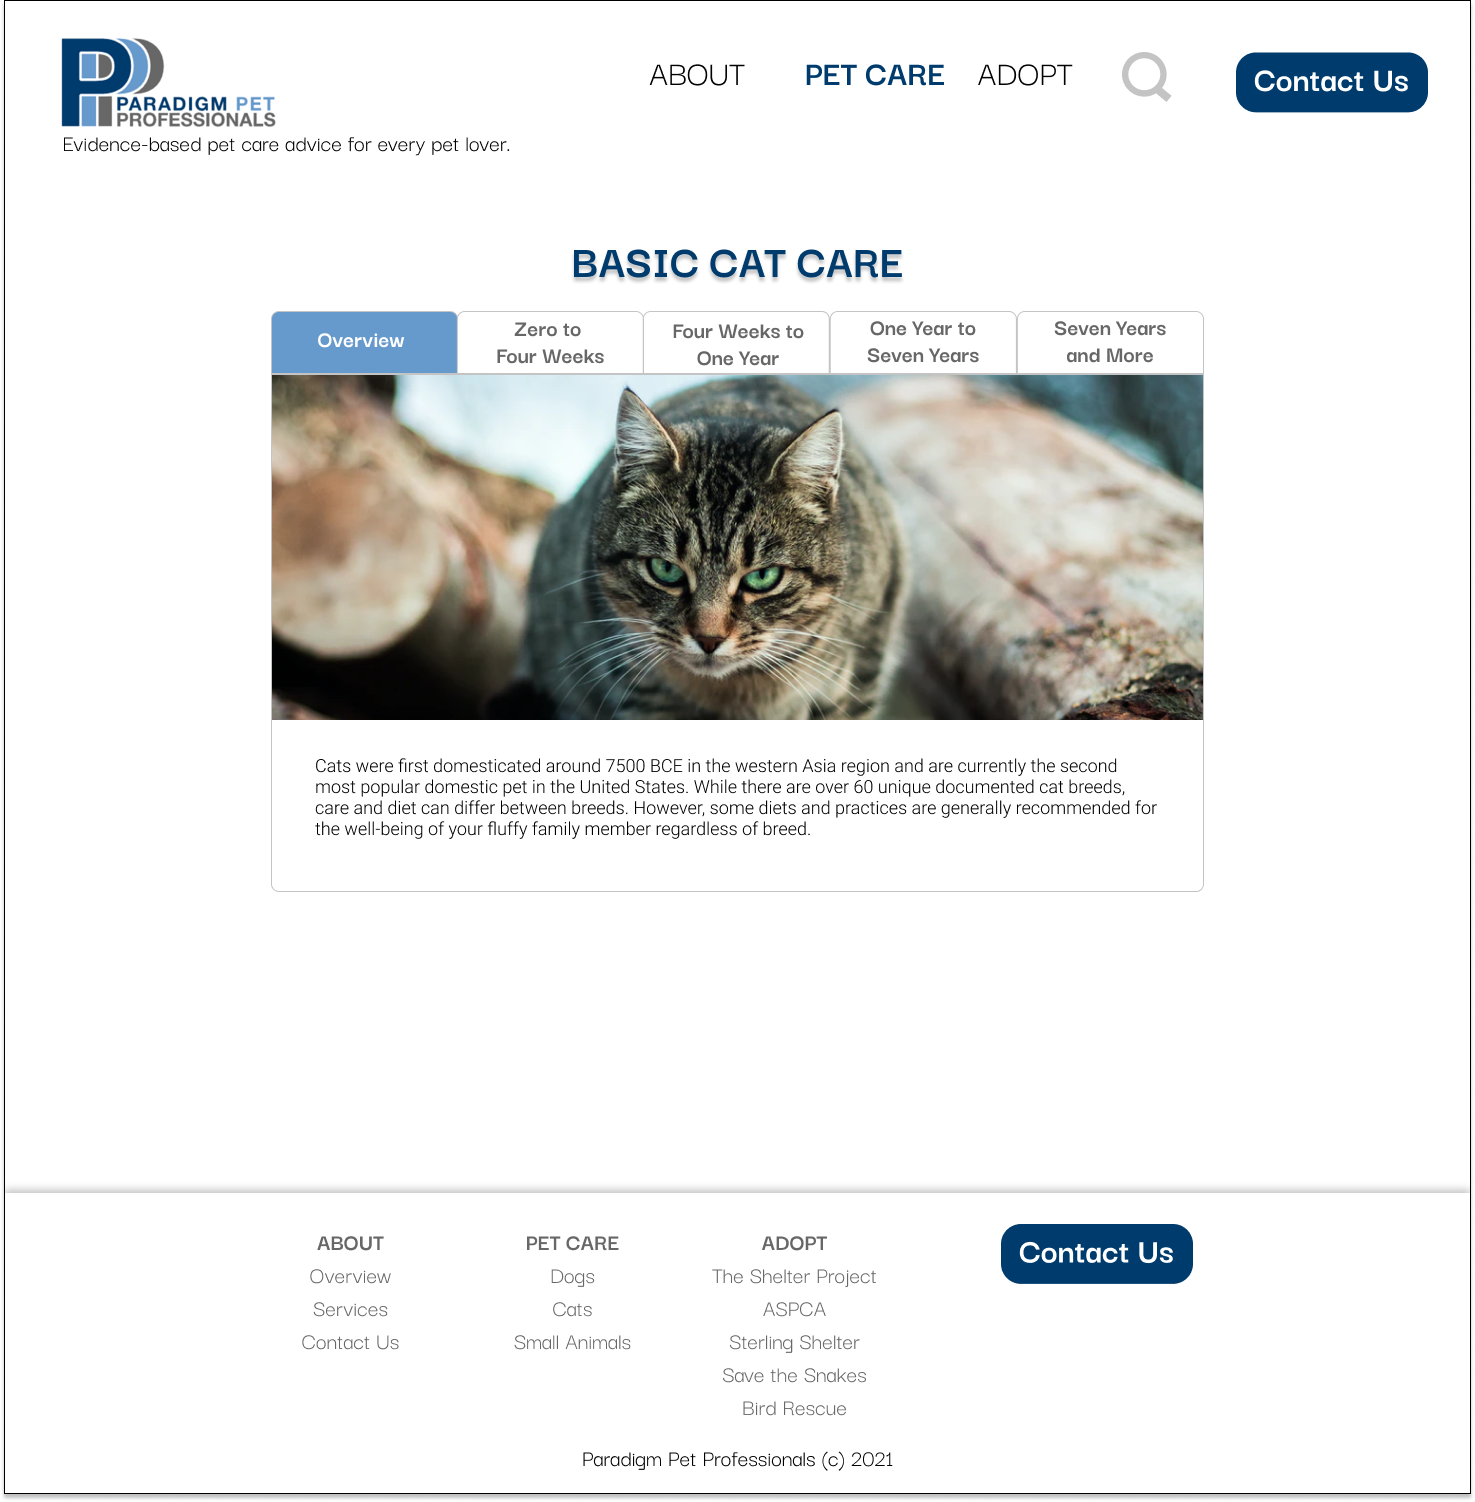 PARADIGM PET
PROFESSIONALS
Evidence-based pet care advice for every pet lover.
ABOUT
PET CARE
ADOPT
Contact Us
BASIC CAT CARE
Overview
Zero to
Four Weeks
Four Weeks to
One Year
One Year to
Seven Years
Seven Years
and More
Cats were first domesticated around 7500 BCE in the western Asia region and are currently the second
most popular domestic pet in the United States. While there are over 60 unique documented cat breeds,
care and diet can differ between breeds. However, some diets and practices are generally recommended for
the well-being of your fluffy family member regardless of breed.
ABOUT
Overview
Services
Contact Us
PET CARE
Dogs
Cats
Small Animals
ADOPT
The Shelter Project
ASPCA
Sterling Shelter
Save the Snakes
Bird Rescue
Contact Us
Paradigm Pet Professionals (c) 2021